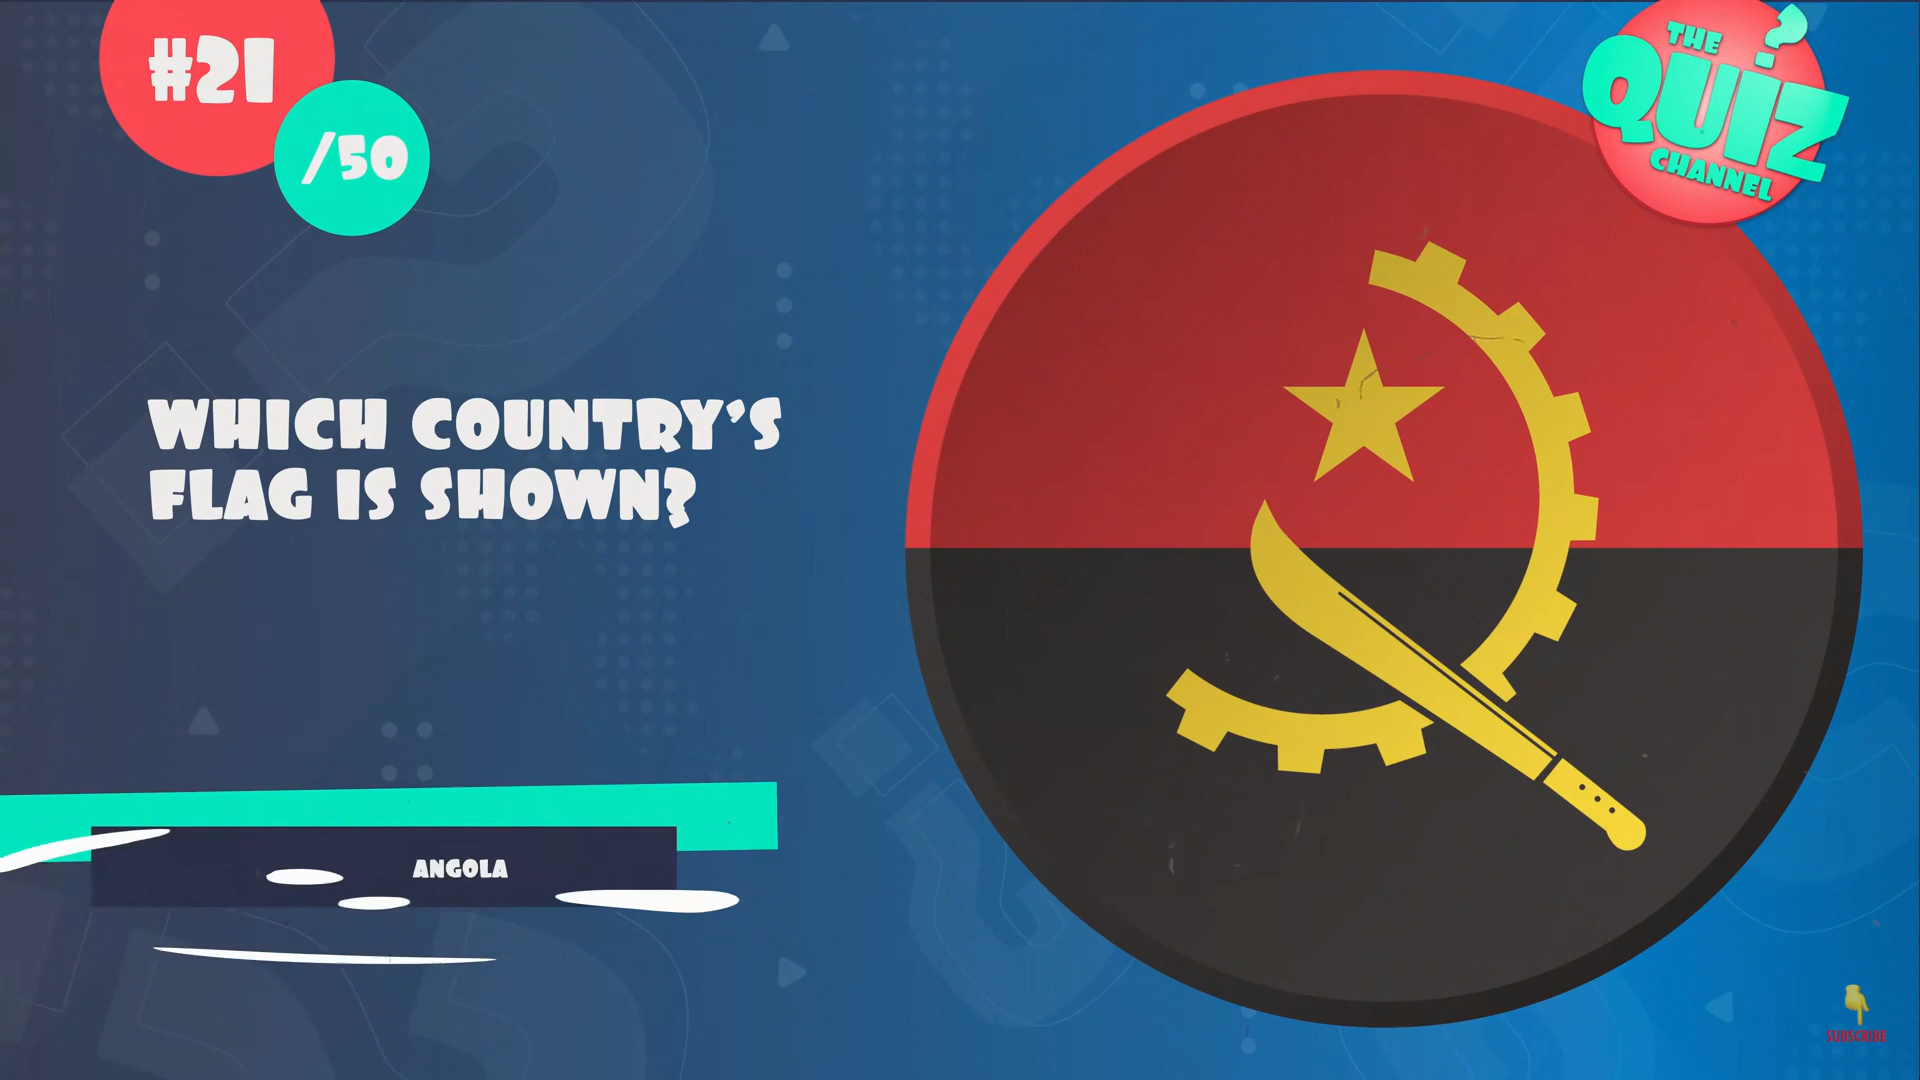 #21
/50
THE
QUIZ
CHANNEL
WHICH COUNTRY'S
FLAG IS SHOWN?
ANGOLA
SUBSCRIBE